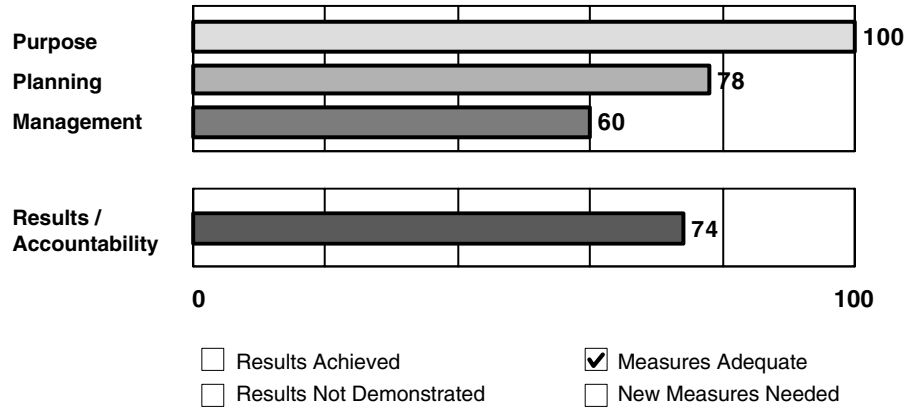 Purpose 100
Planning 78
Management 60
Results /
Accountability 74
0 100
Results Achieved Measures Adequate
Results Not Demonstrated New Measures Needed